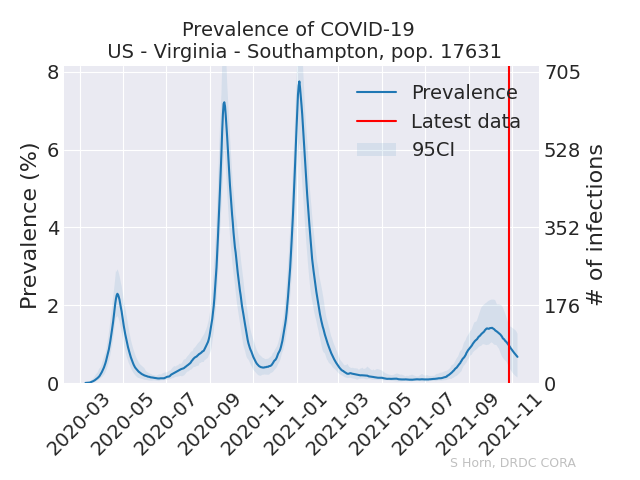 Prevalence of COVID-19
US - Virginia - Southampton, pop. 17631
Prevalence (%)
8
6
4
2
0
705
528
352
176
0
# of infections
Prevalence
Latest data
95CI
2020-03
2020-05
2020-07
2020-09
2020-11
2021-01
2021-03
2021-05
2021-07
2021-09
2021-11
S Horn, DRDC CORA